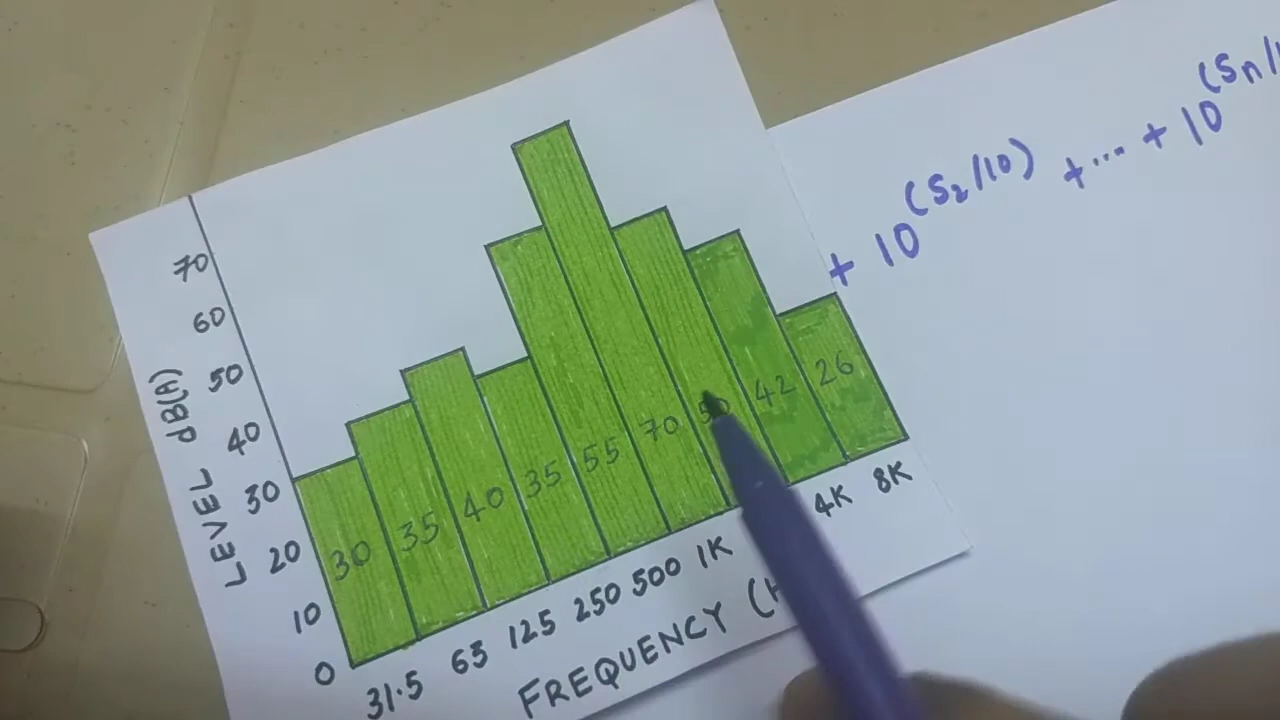 + 10^(S₂/10) +...+ 10^(Sn/
70
60
50
40
30
20
10
0
LEVEL dB(A)
30 35 40 35 55 70 42 26
31.5 63 125 250 500 1K 4K 8K
FREQUENCY